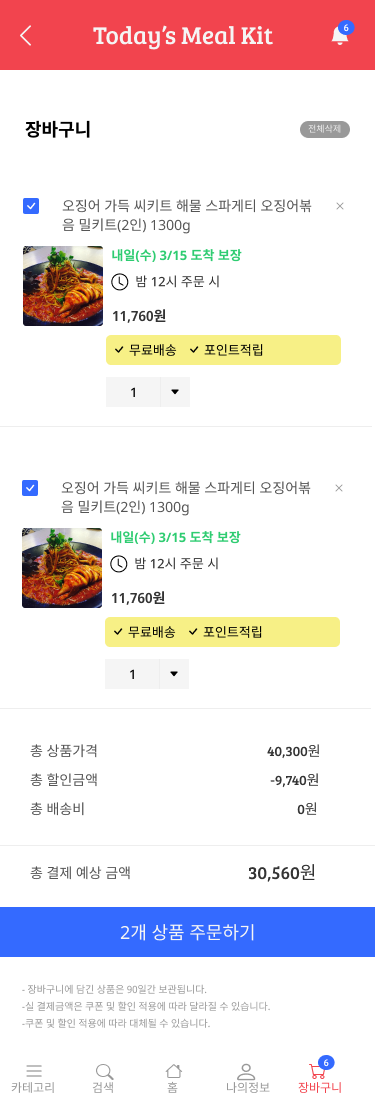 Today's Meal Kit
6
장바구니
전체삭제
오징어 가득 씨키트 해물 스파게티 오징어볶
음 밀키트(2인) 1300g
×
내일(수) 3/15 도착 보장
밤 12시 주문 시
11,760원
무료배송 포인트적립
1
오징어 가득 씨키트 해물 스파게티 오징어볶
음 밀키트(2인) 1300g
×
내일(수) 3/15 도착 보장
밤 12시 주문 시
11,760원
무료배송 포인트적립
1
총 상품가격 40,300원
총 할인금액 -9,740원
총 배송비 0원
총 결제 예상 금액 30,560원
2개 상품 주문하기
- 장바구니에 담긴 상품은 90일간 보관됩니다.
-실 결제금액은 쿠폰 및 할인 적용에 따라 달라질 수 있습니다.
-쿠폰 및 할인 적용에 따라 대체될 수 있습니다.
6
카테고리 검색 홈 나의정보 장바구니